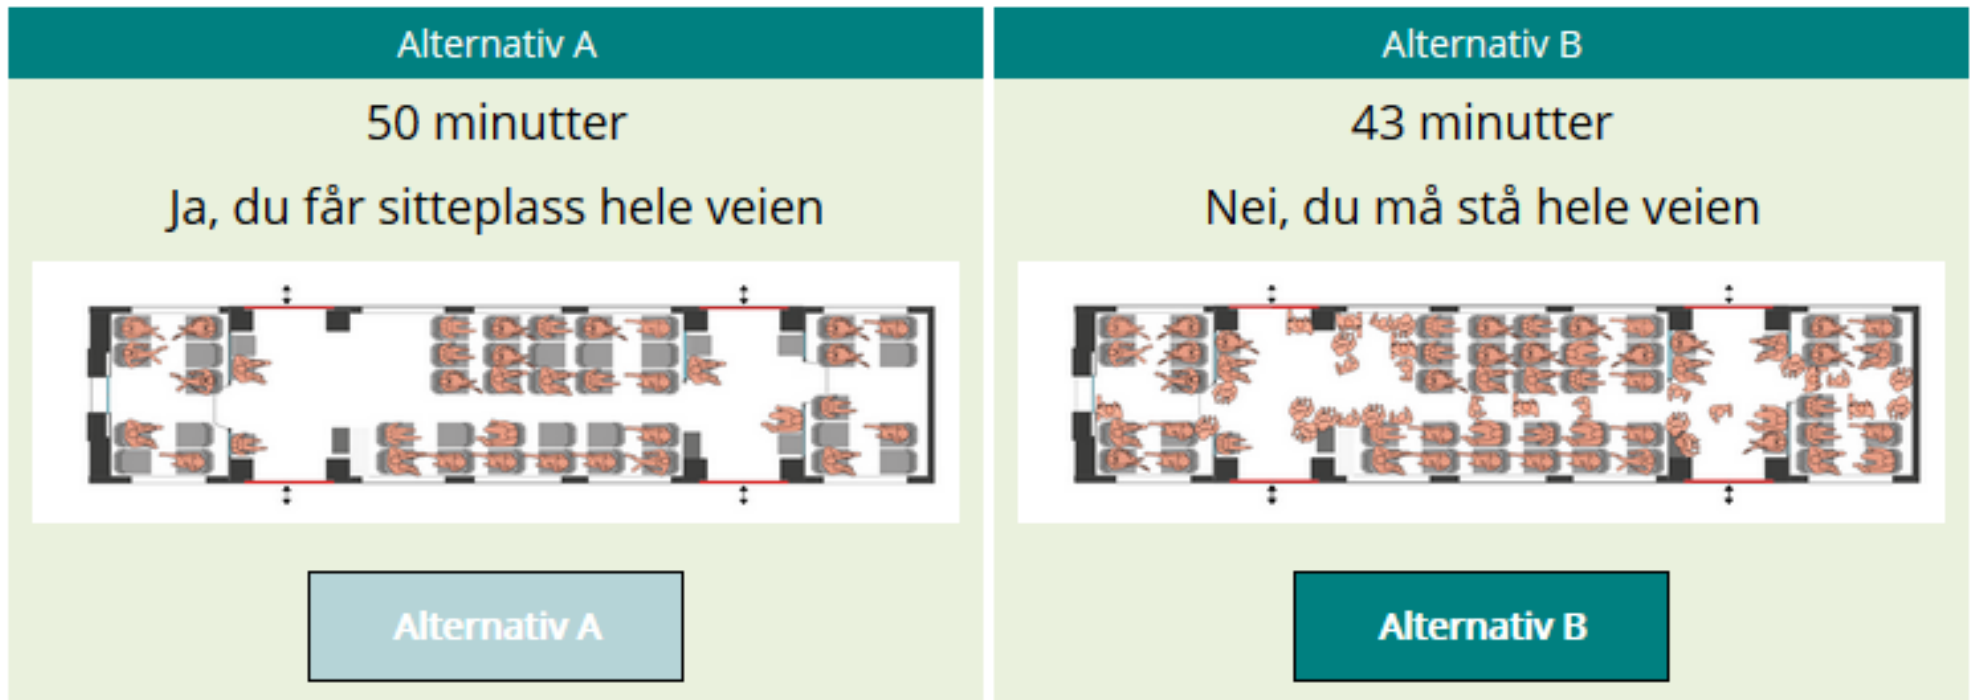 Alternativ A
50 minutter
Ja, du får sitteplass hele veien
Alternativ A
Alternativ B
43 minutter
Nei, du må stå hele veien
Alternativ B